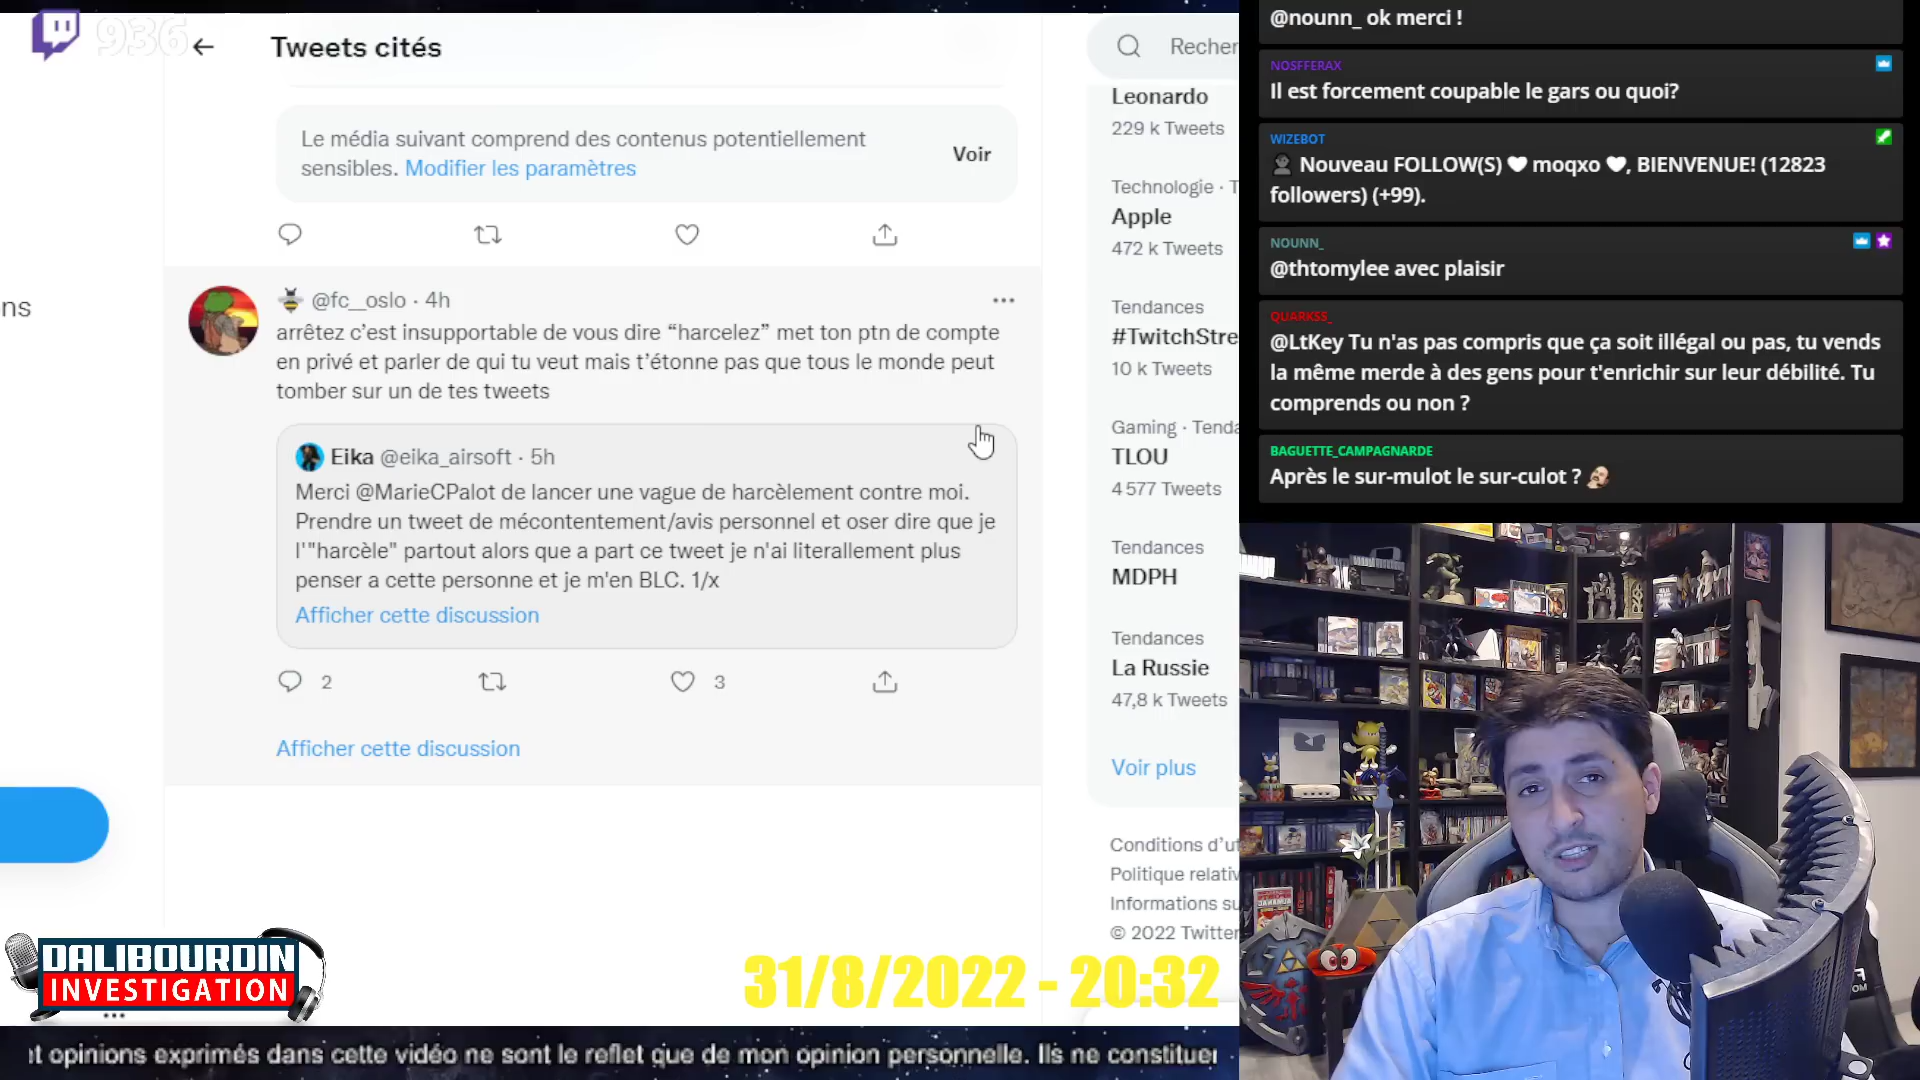 936
Tweets cités
Recher
Le média suivant comprend des contenus potentiellement
sensibles. Modifier les paramètres
Voir
ns
@fc__oslo · 4h
arrêtez c’est insupportable de vous dire “harcelez” met ton ptn de compte
en privé et parler de qui tu veut mais t’étonne pas que tous le monde peut
tomber sur un de tes tweets
Eika @eika_airsoft · 5h
Merci @MarieCPalot de lancer une vague de harcèlement contre moi.
Prendre un tweet de mécontentement/avis personnel et oser dire que je
l'"harcèle" partout alors que a part ce tweet je n'ai literallement plus
penser a cette personne et je m'en BLC. 1/x
Afficher cette discussion
2
3
Afficher cette discussion
Leonardo
229 k Tweets
Technologie · T
Apple
472 k Tweets
Tendances
#TwitchStre
10 k Tweets
Gaming · Tenda
TLOU
4 577 Tweets
Tendances
MDPH
Tendances
La Russie
47,8 k Tweets
Voir plus
Conditions d’ut
Politique relativ
Informations su
© 2022 Twitter
@nounn_ ok merci !
NOSFFERAX
Il est forcement coupable le gars ou quoi?
WIZEBOT
Nouveau FOLLOW(S) ♥ moqxo ♥, BIENVENUE! (12823
followers) (+99).
NOUNN_
@thtomylee avec plaisir
QUARKSS_
@LtKey Tu n'as pas compris que ça soit illégal ou pas, tu vends
la même merde à des gens pour t'enrichir sur leur débilité. Tu
comprends ou non ?
BAGUETTE_CAMPAGNARDE
Après le sur-mulot le sur-culot ?
DALIBOURDIN
INVESTIGATION
31/8/2022 - 20:32
t opinions exprimés dans cette vidéo ne sont le reflet que de mon opinion personnelle. Ils ne constituer